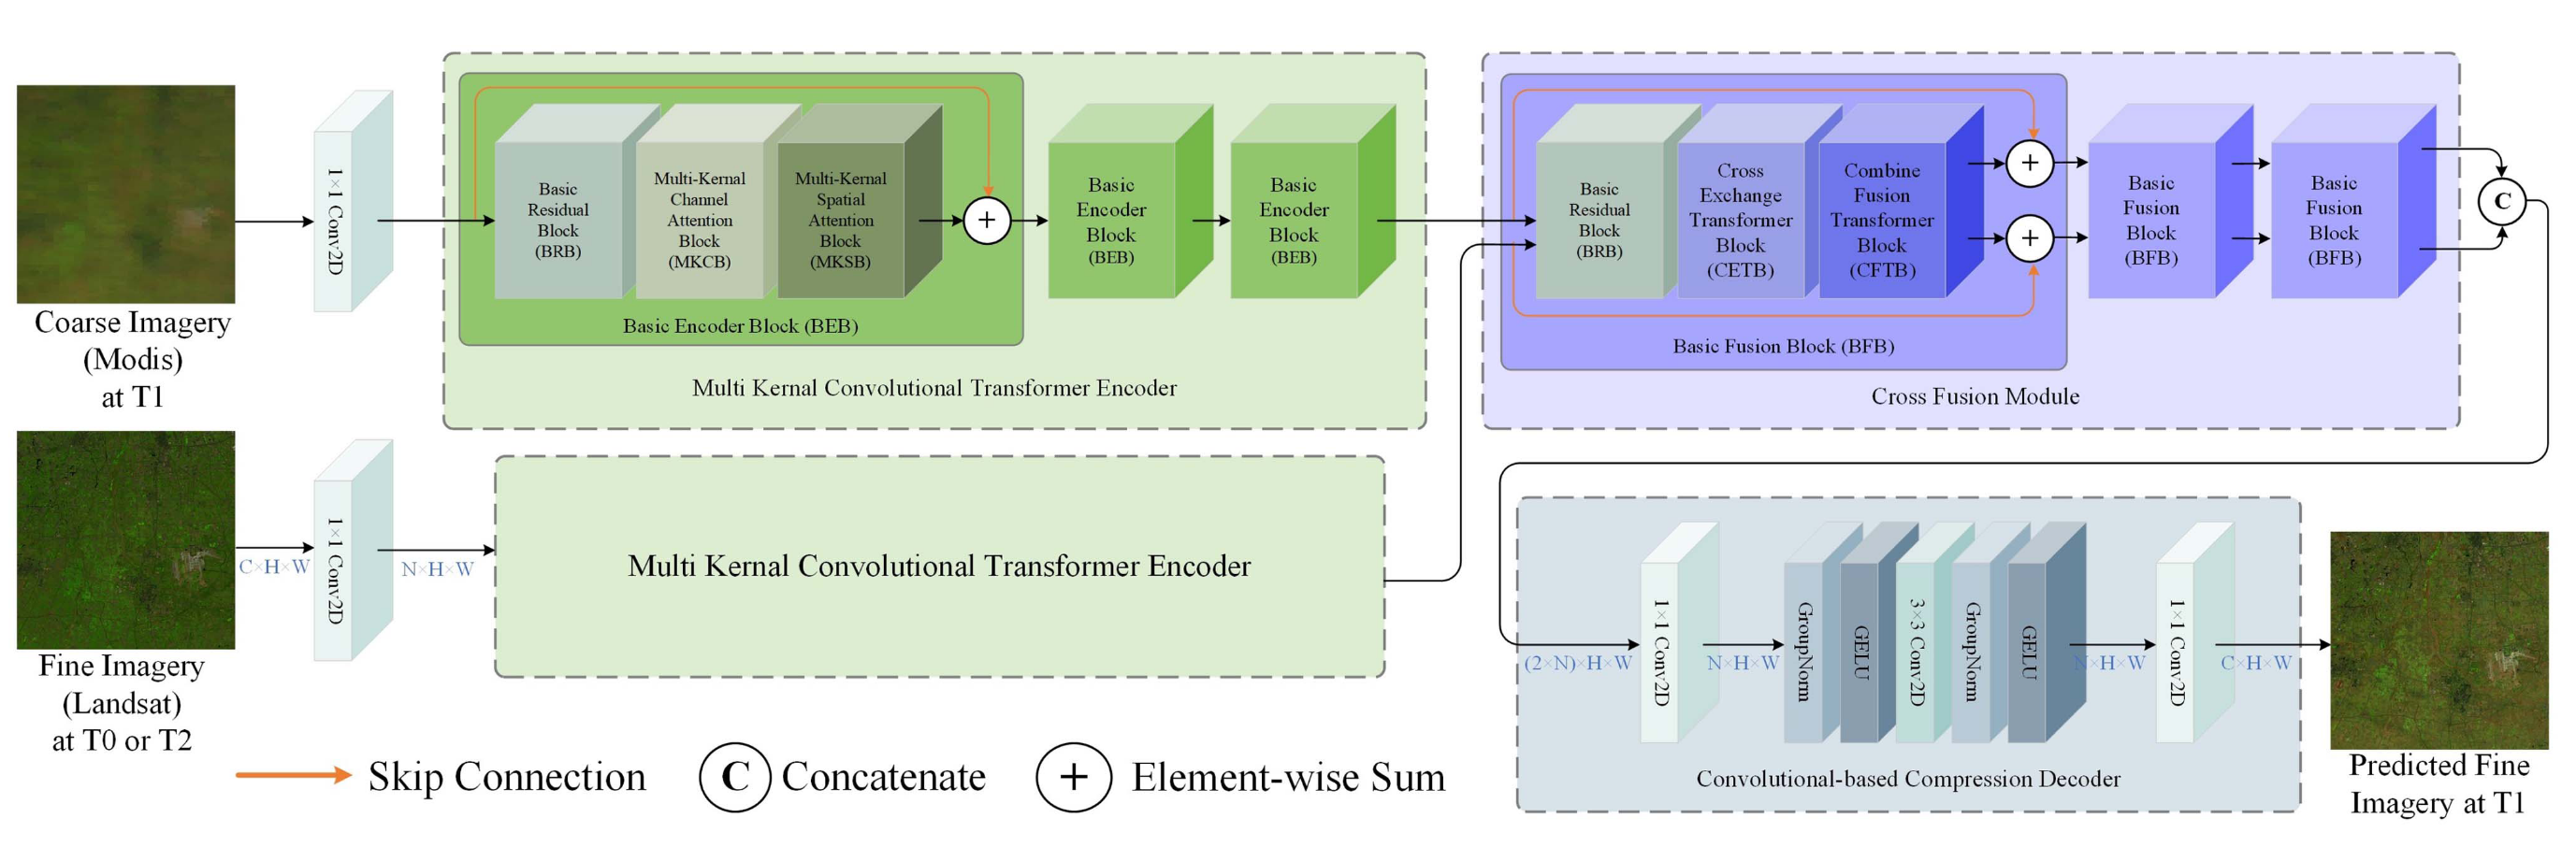 Coarse Imagery
(Modis)
at T1
1×1 Conv2D
Basic
Residual
Block
(BRB)
Multi-Kernal
Channel
Attention
Block
(MKCB)
Multi-Kernal
Spatial
Attention
Block
(MKSB)
+
Basic Encoder Block (BEB)
Basic
Encoder
Block
(BEB)
Basic
Encoder
Block
(BEB)
Multi Kernal Convolutional Transformer Encoder
Basic
Residual
Block
(BRB)
Cross
Exchange
Transformer
Block
(CETB)
Combine
Fusion
Transformer
Block
(CFTB)
+
+
Basic Fusion Block (BFB)
Basic
Fusion
Block
(BFB)
Basic
Fusion
Block
(BFB)
C
Cross Fusion Module
Fine Imagery
(Landsat)
at T0 or T2
C×H×W
1×1 Conv2D
N×H×W
Multi Kernal Convolutional Transformer Encoder
(2×N)×H×W
1×1 Conv2D
N×H×W
GroupNorm
GELU
3×3 Conv2D
GroupNorm
GELU
N×H×W
1×1 Conv2D
C×H×W
Convolutional-based Compression Decoder
Predicted Fine
Imagery at T1
Skip Connection
C Concatenate
+ Element-wise Sum